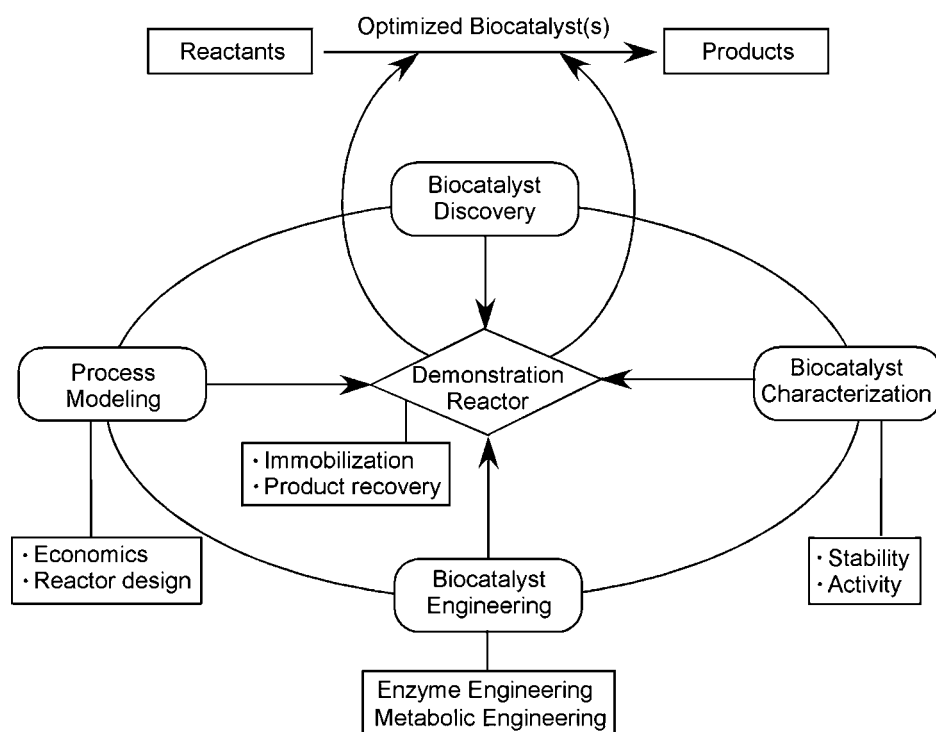 Optimized Biocatalyst(s)
Reactants
Products
Biocatalyst
Discovery
Process
Modeling
Demonstration
Reactor
Biocatalyst
Characterization
· Immobilization
· Product recovery
· Economics
· Reactor design
Biocatalyst
Engineering
· Stability
· Activity
Enzyme Engineering
Metabolic Engineering